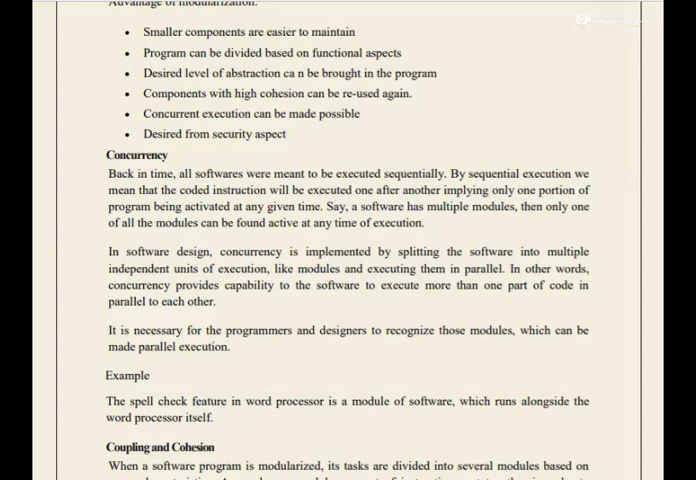 Advantage of modularization:
• Smaller components are easier to maintain
• Program can be divided based on functional aspects
• Desired level of abstraction ca n be brought in the program
• Components with high cohesion can be re-used again.
• Concurrent execution can be made possible
• Desired from security aspect
Concurrency
Back in time, all softwares were meant to be executed sequentially. By sequential execution we
mean that the coded instruction will be executed one after another implying only one portion of
program being activated at any given time. Say, a software has multiple modules, then only one
of all the modules can be found active at any time of execution.
In software design, concurrency is implemented by splitting the software into multiple
independent units of execution, like modules and executing them in parallel. In other words,
concurrency provides capability to the software to execute more than one part of code in
parallel to each other.
It is necessary for the programmers and designers to recognize those modules, which can be
made parallel execution.
Example
The spell check feature in word processor is a module of software, which runs alongside the
word processor itself.
Coupling and Cohesion
When a software program is modularized, its tasks are divided into several modules based on